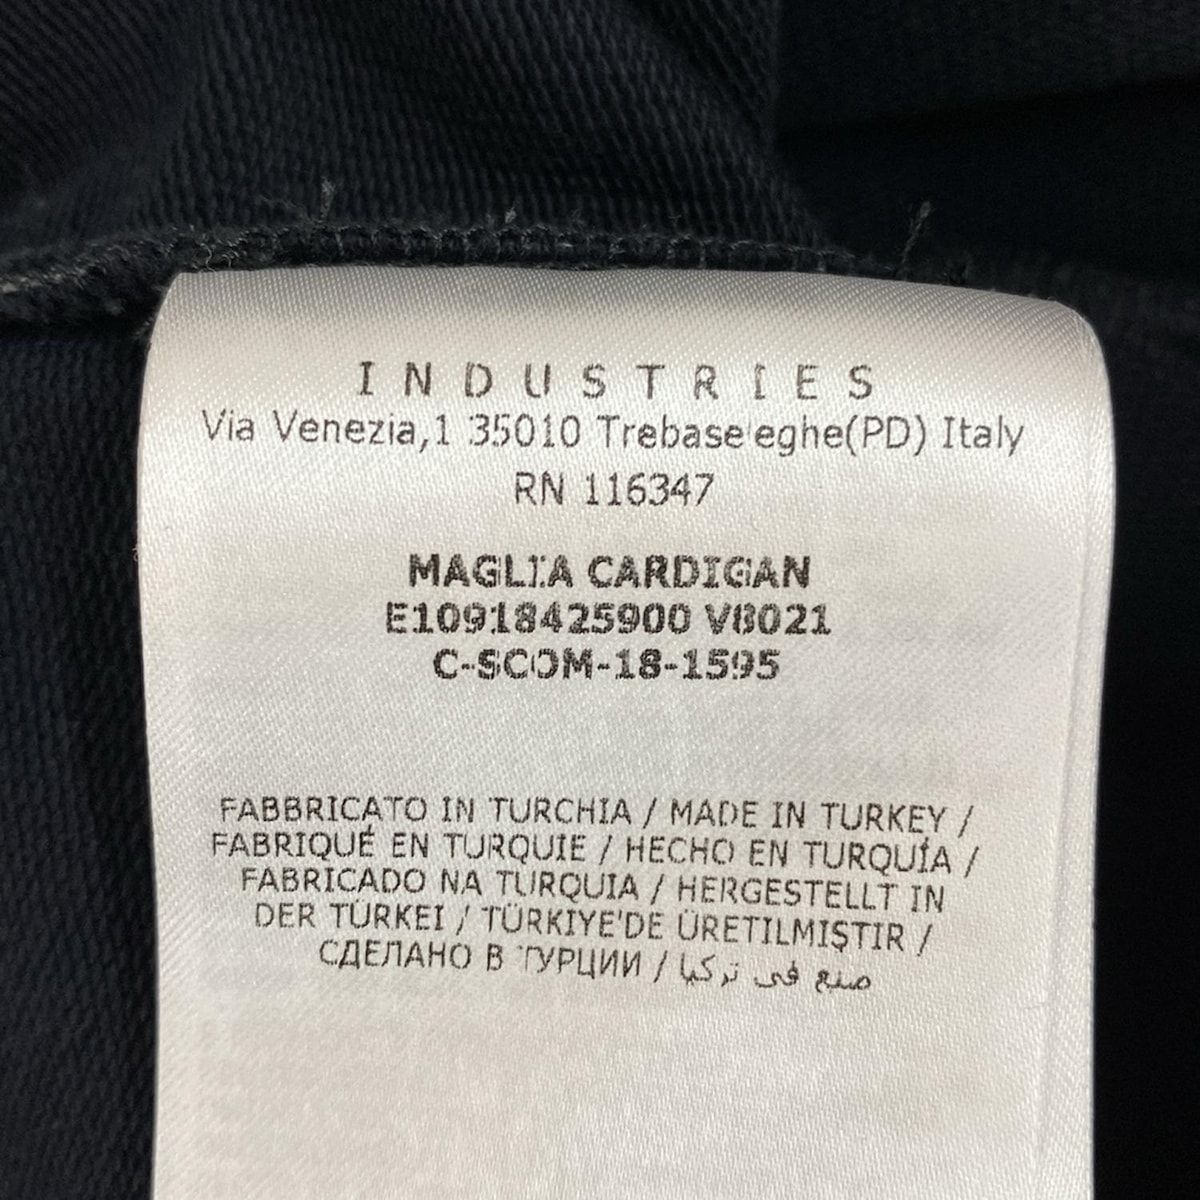 INDUSTRIES
Via Venezia,1 35010 Trebaseleghe(PD) Italy
RN 116347
MAGLIA CARDIGAN
E10918425900 V8021
C-SCOM-18-1595
FABBRICATO IN TURCHIA / MADE IN TURKEY /
FABRIQUÉ EN TURQUIE / HECHO EN TURQUÍA /
FABRICADO NA TURQUIA / HERGESTELLT IN
DER TÜRKEI / TÜRKIYE'DE ÜRETILMIŞTIR /
СДЕЛАНО В ТУРЦИИ / صنع في تركيا